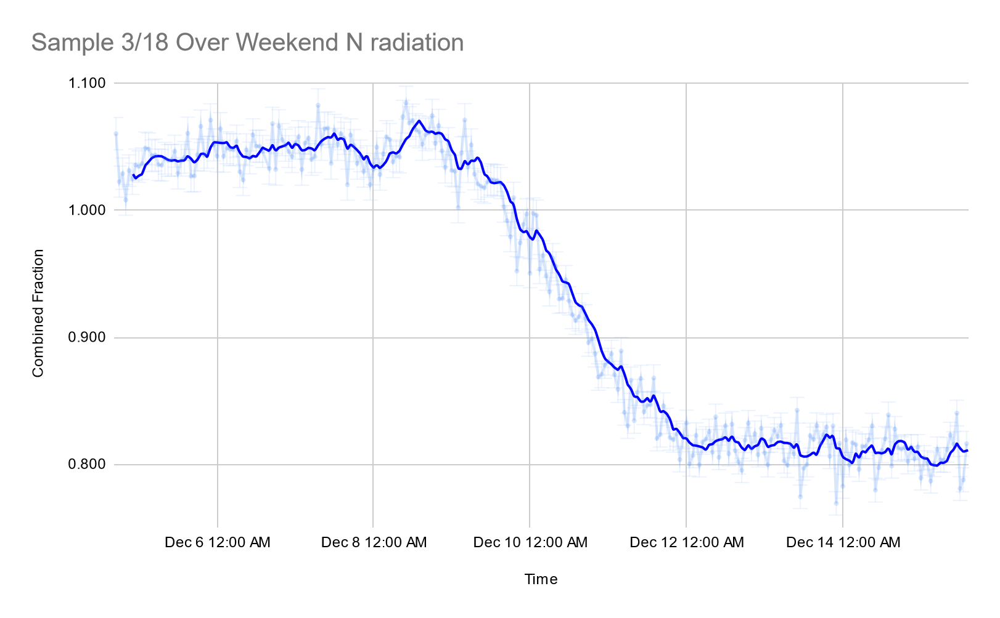 Sample 3/18 Over Weekend N radiation
1.100
1.000
0.900
0.800
Combined Fraction
Dec 6 12:00 AM
Dec 8 12:00 AM
Dec 10 12:00 AM
Dec 12 12:00 AM
Dec 14 12:00 AM
Time